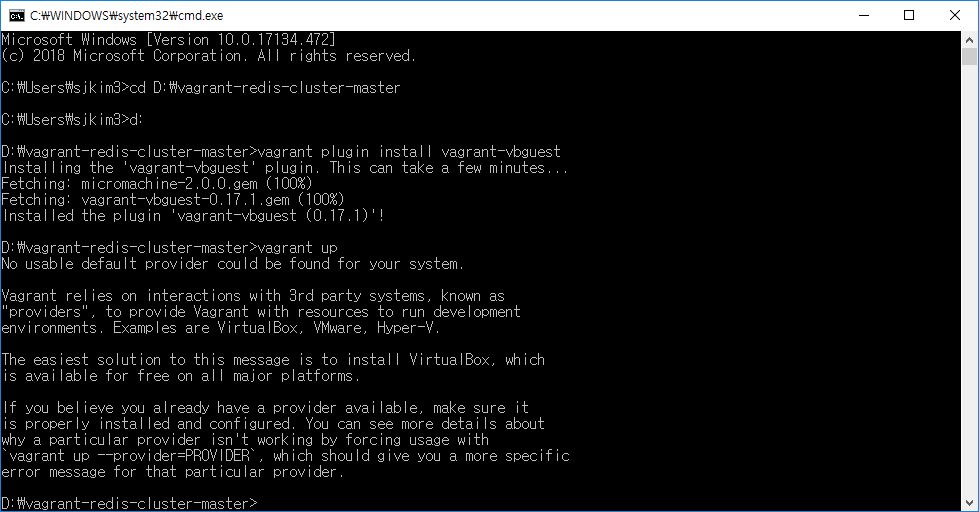 C:₩WINDOWS₩system32₩cmd.exe
Microsoft Windows [Version 10.0.17134.472]
(c) 2018 Microsoft Corporation. All rights reserved.
C:₩Users₩sjkim3>cd D:₩vagrant-redis-cluster-master
C:₩Users₩sjkim3>d:
D:₩vagrant-redis-cluster-master>vagrant plugin install vagrant-vbguest
Installing the 'vagrant-vbguest' plugin. This can take a few minutes...
Fetching: micromachine-2.0.0.gem (100%)
Fetching: vagrant-vbguest-0.17.1.gem (100%)
Installed the plugin 'vagrant-vbguest (0.17.1)'!
D:₩vagrant-redis-cluster-master>vagrant up
No usable default provider could be found for your system.
Vagrant relies on interactions with 3rd party systems, known as
"providers", to provide Vagrant with resources to run development
environments. Examples are VirtualBox, VMware, Hyper-V.
The easiest solution to this message is to install VirtualBox, which
is available for free on all major platforms.
If you believe you already have a provider available, make sure it
is properly installed and configured. You can see more details about
why a particular provider isn't working by forcing usage with
`vagrant up --provider=PROVIDER`, which should give you a more specific
error message for that particular provider.
D:₩vagrant-redis-cluster-master>